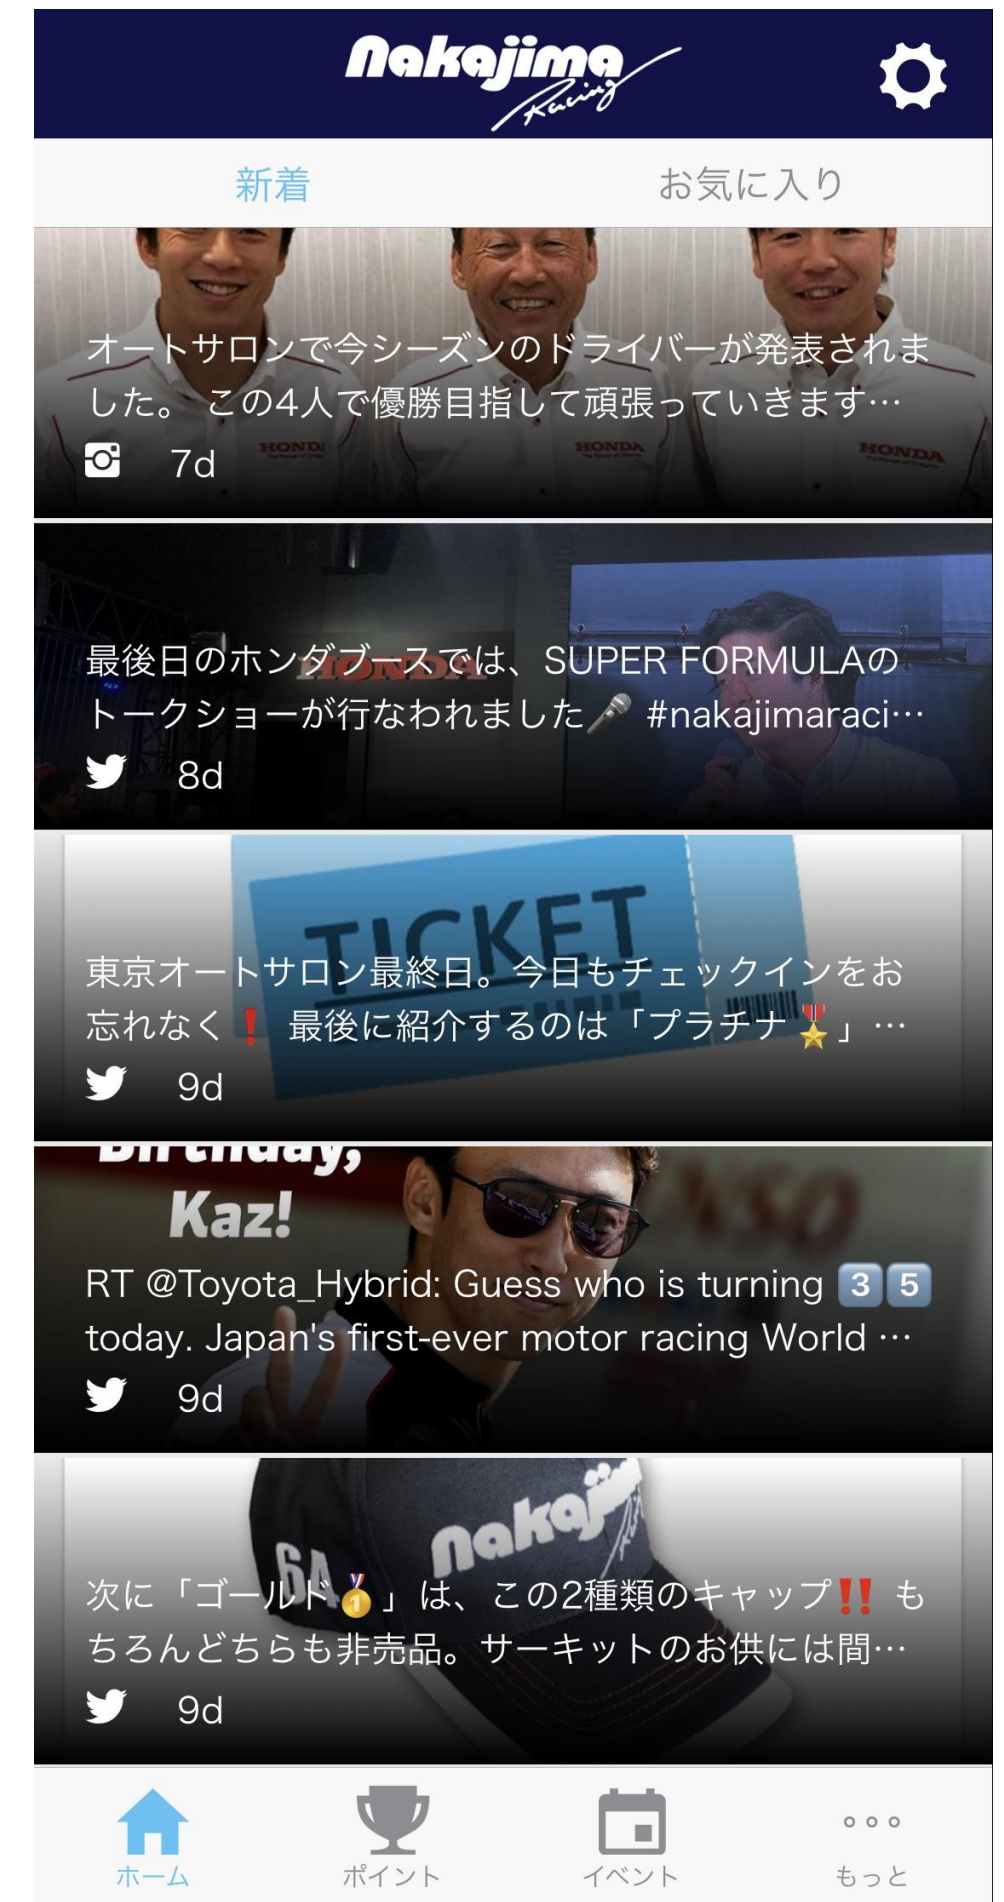 Nakajima
Racing
新着
お気に入り
オートサロンで今シーズンのドライバーが発表されま
した。 この4人で優勝目指して頑張っていきます…
HONDA
HONDA
HONDA
7d
HONDA
最後日のホンダブースでは、SUPER FORMULAの
トークショーが行なわれました🎤 #nakajimaraci…
8d
TICKET
東京オートサロン最終日。今日もチェックインをお
忘れなく❗ 最後に紹介するのは「プラチナ🎖」…
9d
Birthday,
Kaz!
RT @Toyota_Hybrid: Guess who is turning 3️⃣5️⃣
today. Japan's first-ever motor racing World …
9d
64
次に「ゴールド🥇」は、この2種類のキャップ‼️ も
ちろんどちらも非売品。サーキットのお供には間…
9d
ホーム
ポイント
イベント
もっと